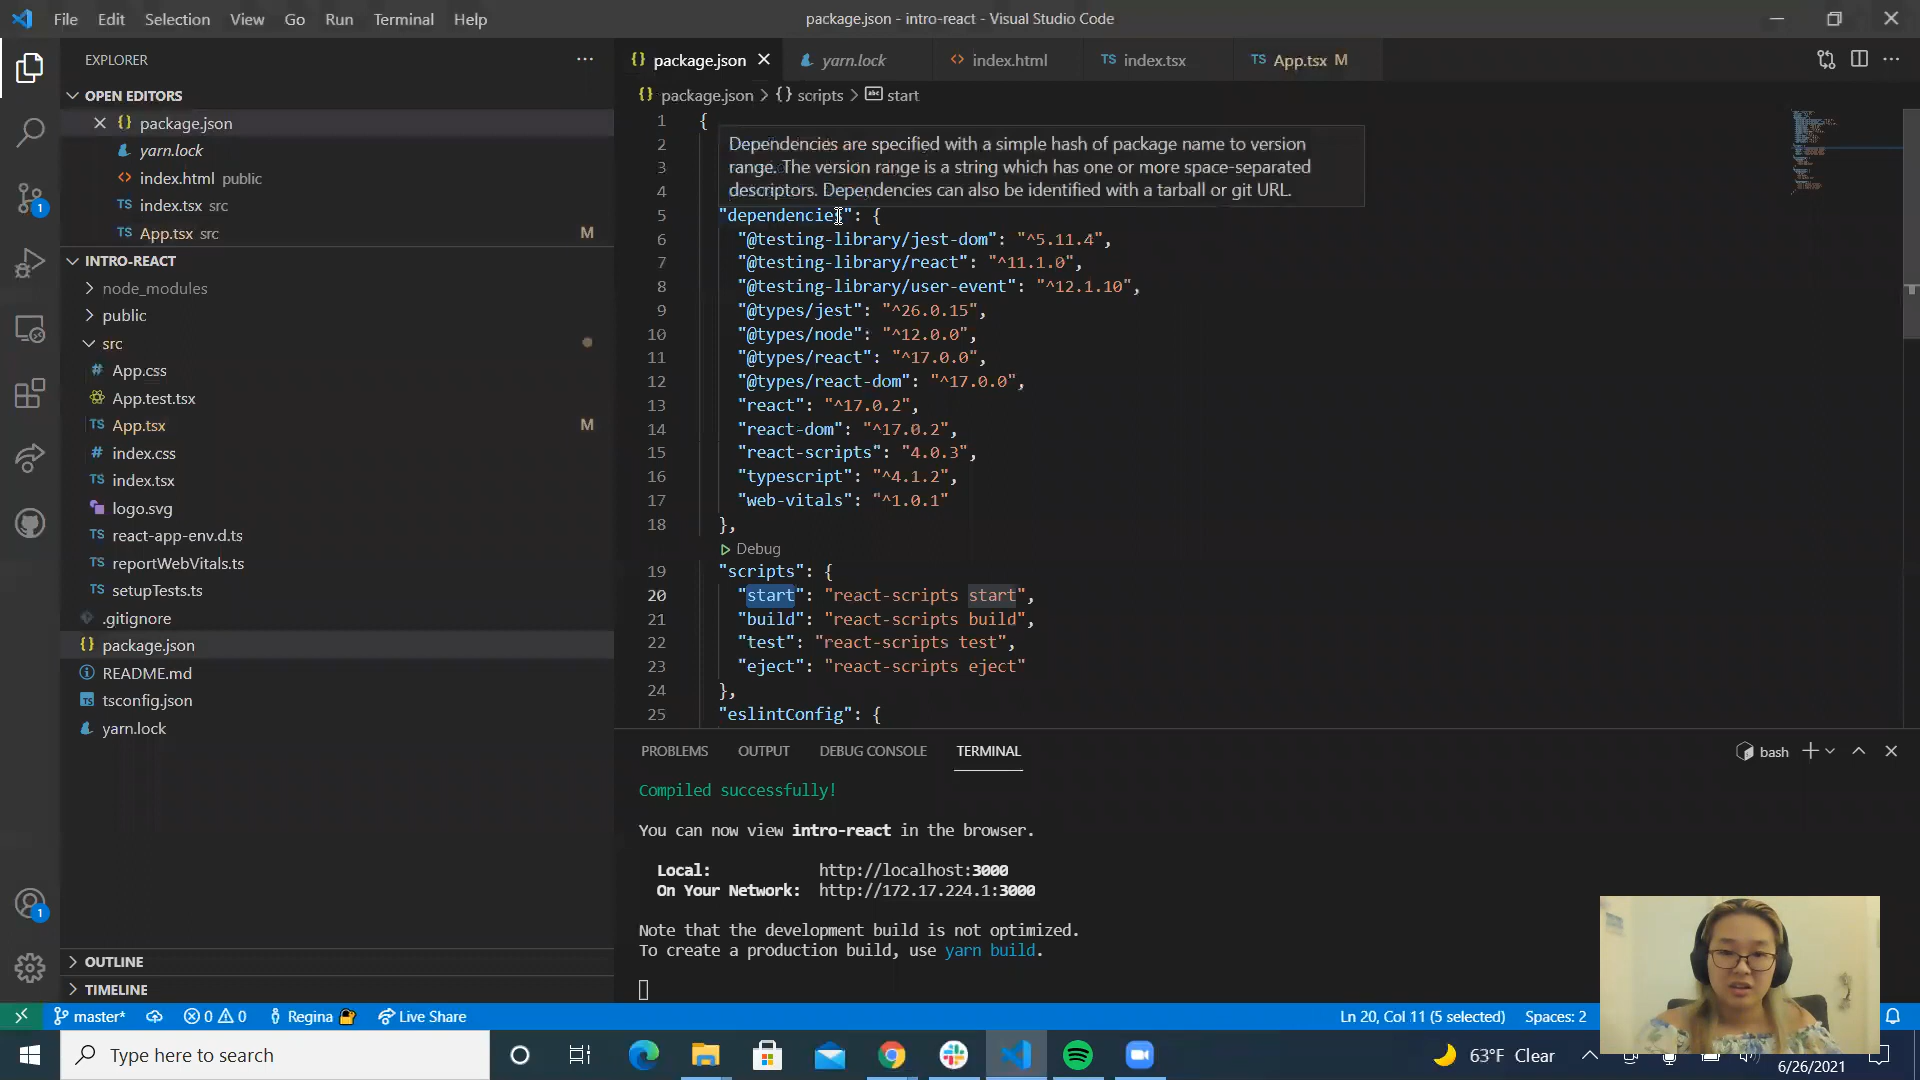 File Edit Selection View Go Run Terminal Help
package.json - intro-react - Visual Studio Code
EXPLORER
OPEN EDITORS
package.json
yarn.lock
index.html public
index.tsx src
App.tsx src M
INTRO-REACT
node_modules
public
src
App.css
App.test.tsx
App.tsx M
index.css
index.tsx
logo.svg
react-app-env.d.ts
reportWebVitals.ts
setupTests.ts
.gitignore
package.json
README.md
tsconfig.json
yarn.lock
OUTLINE
TIMELINE
package.json yarn.lock index.html index.tsx App.tsx M
package.json > {} scripts > start
1 {
2
3
4
Dependencies are specified with a simple hash of package name to version
range. The version range is a string which has one or more space-separated
descriptors. Dependencies can also be identified with a tarball or git URL.
5 "dependencies": {
6 "@testing-library/jest-dom": "^5.11.4",
7 "@testing-library/react": "^11.1.0",
8 "@testing-library/user-event": "^12.1.10",
9 "@types/jest": "^26.0.15",
10 "@types/node": "^12.0.0",
11 "@types/react": "^17.0.0",
12 "@types/react-dom": "^17.0.0",
13 "react": "^17.0.2",
14 "react-dom": "^17.0.2",
15 "react-scripts": "4.0.3",
16 "typescript": "^4.1.2",
17 "web-vitals": "^1.0.1"
18 },
Debug
19 "scripts": {
20 "start": "react-scripts start",
21 "build": "react-scripts build",
22 "test": "react-scripts test",
23 "eject": "react-scripts eject"
24 },
25 "eslintConfig": {
PROBLEMS OUTPUT DEBUG CONSOLE TERMINAL
bash
Compiled successfully!
You can now view intro-react in the browser.
Local: http://localhost:3000
On Your Network: http://172.17.224.1:3000
Note that the development build is not optimized.
To create a production build, use yarn build.
1
1
master* 0 0 Regina Live Share
Ln 20, Col 11 (5 selected) Spaces: 2
Type here to search
63°F Clear
6/26/2021